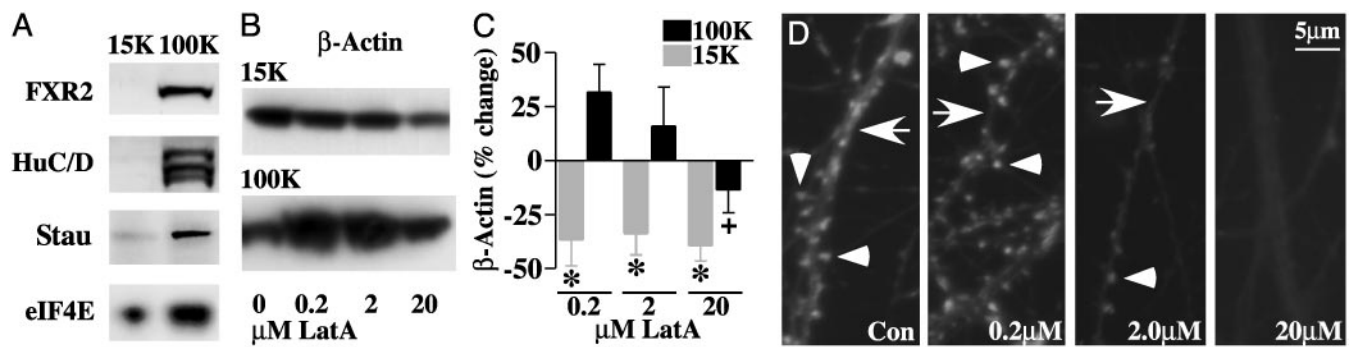 A
15K 100K
FXR2
HuC/D
Stau
eIF4E
B
β-Actin
15K
100K
0 0.2 2 20
μM LatA
C
100K
15K
β-Actin (% change)
50
25
0
-25
-50
*
*
*
+
0.2 2 20
μM LatA
D
5μm
Con
0.2μM
2.0μM
20μM